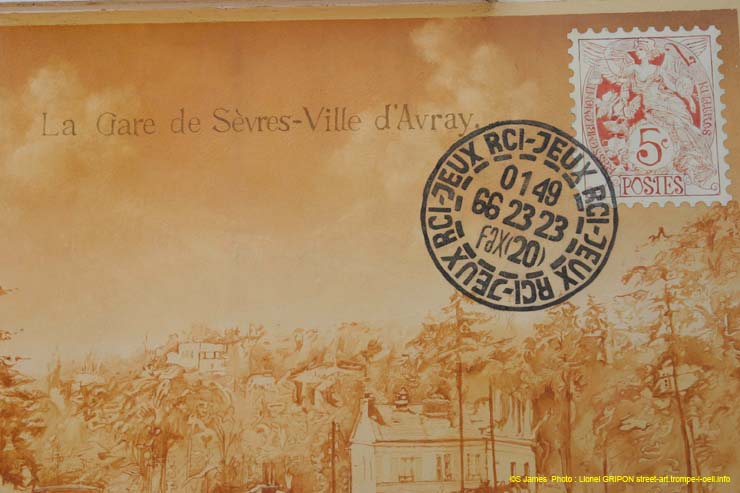 La Gare de Sèvres-Ville d'Avray.
RCI-JEUX RCI-JEUX RCI-JEUX RCI-JEUX
01 49
66 23 23
Fax(20)
5c
POSTES
©S James Photo : Lionel GRIPON street-art.trompe-l-oeil.info